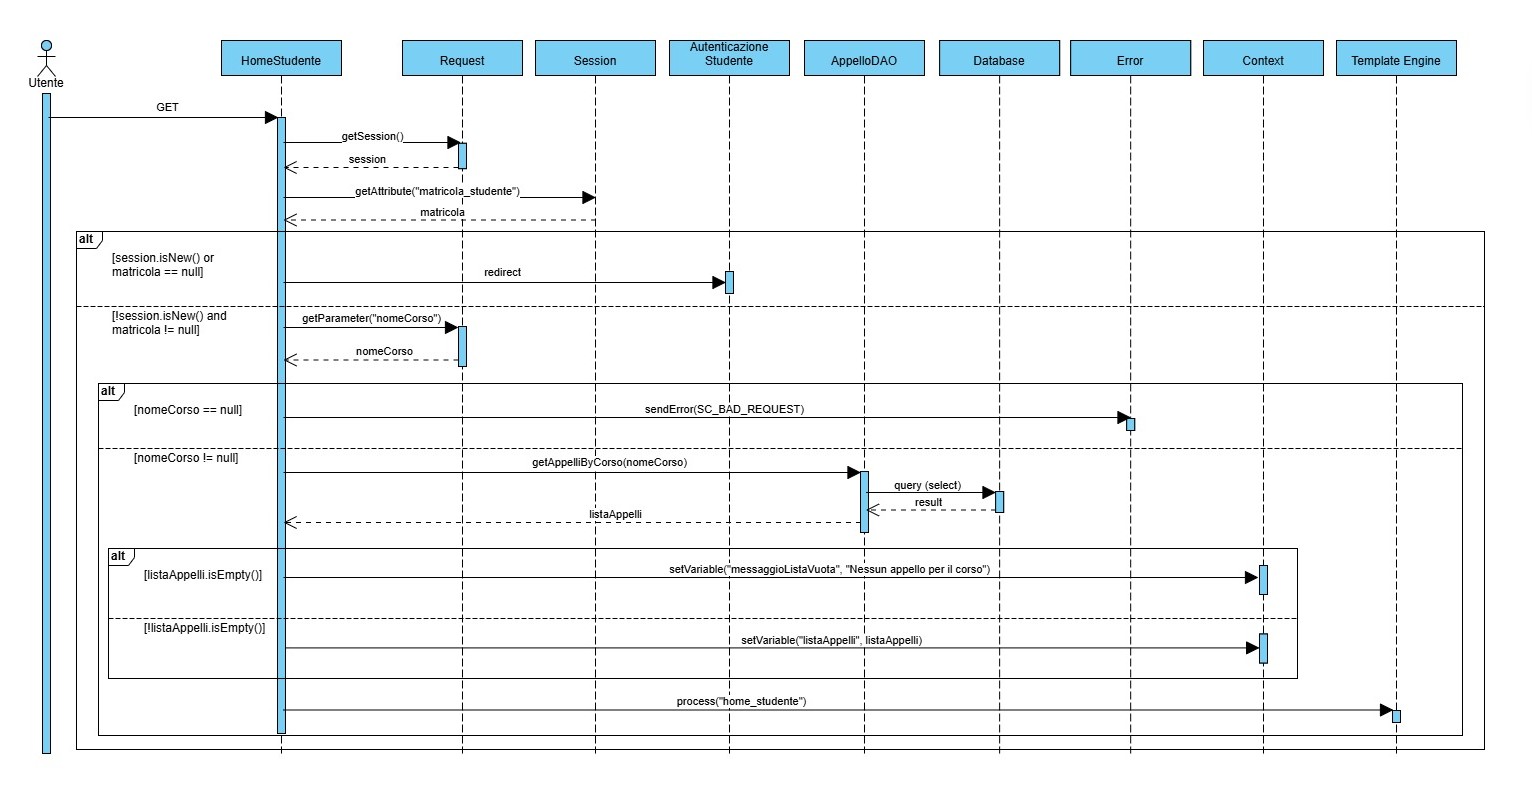 Utente
HomeStudente
Request
Session
Autenticazione
Studente
AppelloDAO
Database
Error
Context
Template Engine
GET
getSession()
session
getAttribute("matricola_studente")
matricola
alt
[session.isNew() or
matricola == null]
redirect
[!session.isNew() and
matricola != null]
getParameter("nomeCorso")
nomeCorso
alt
[nomeCorso == null]
sendError(SC_BAD_REQUEST)
[nomeCorso != null]
getAppelliByCorso(nomeCorso)
query (select)
result
listaAppelli
alt
[listaAppelli.isEmpty()]
setVariable("messaggioListaVuota", "Nessun appello per il corso")
[!listaAppelli.isEmpty()]
setVariable("listaAppelli", listaAppelli)
process("home_studente")